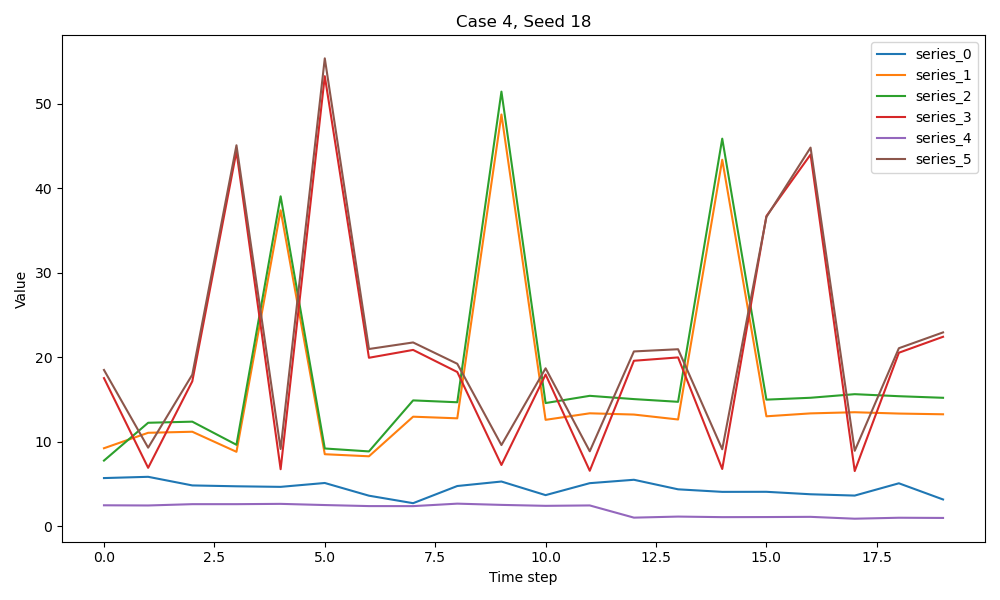 Case 4, Seed 18
series_0
series_1
series_2
series_3
series_4
series_5
Value
50
40
30
20
10
0
0.0 2.5 5.0 7.5 10.0 12.5 15.0 17.5
Time step